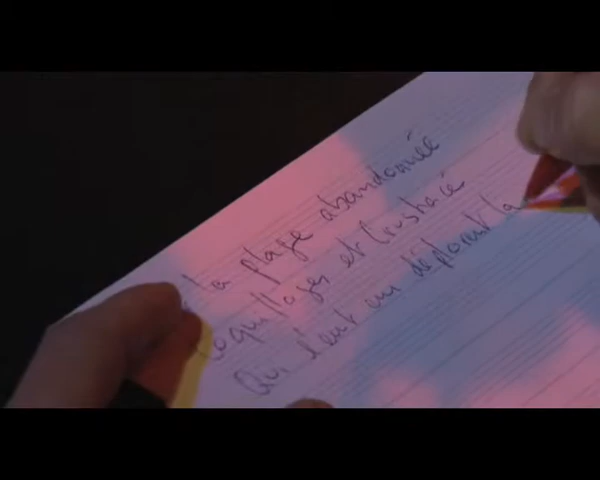 la plage abandonnée
Coquillages et Crustacé
Qui l'eut cru déplorent la